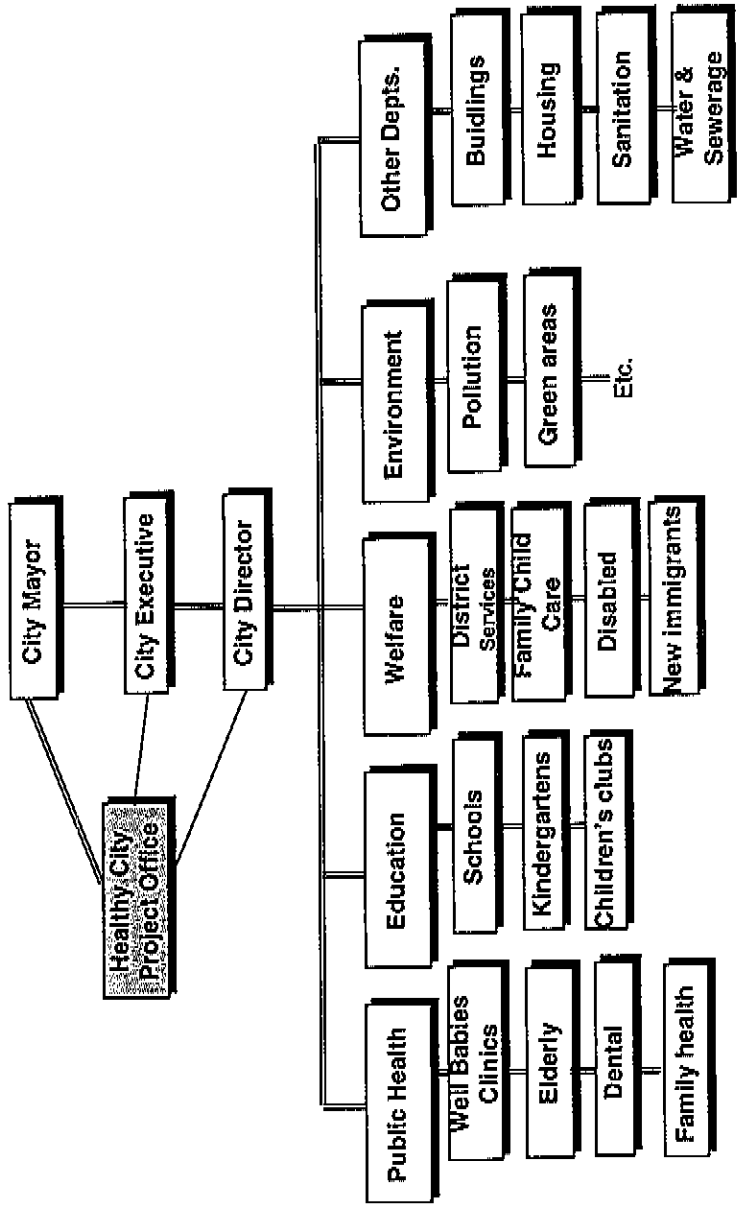 City Mayor
Healthy City
Project Office
City Executive
City Director
Public Health
Well Babies
Clinics
Elderly
Dental
Family health
Education
Schools
Kindergartens
Children's clubs
Welfare
District
Services
Family Child
Care
Disabled
New immigrants
Environment
Pollution
Green areas
Etc.
Other Depts.
Buidlings
Housing
Sanitation
Water &
Sewerage